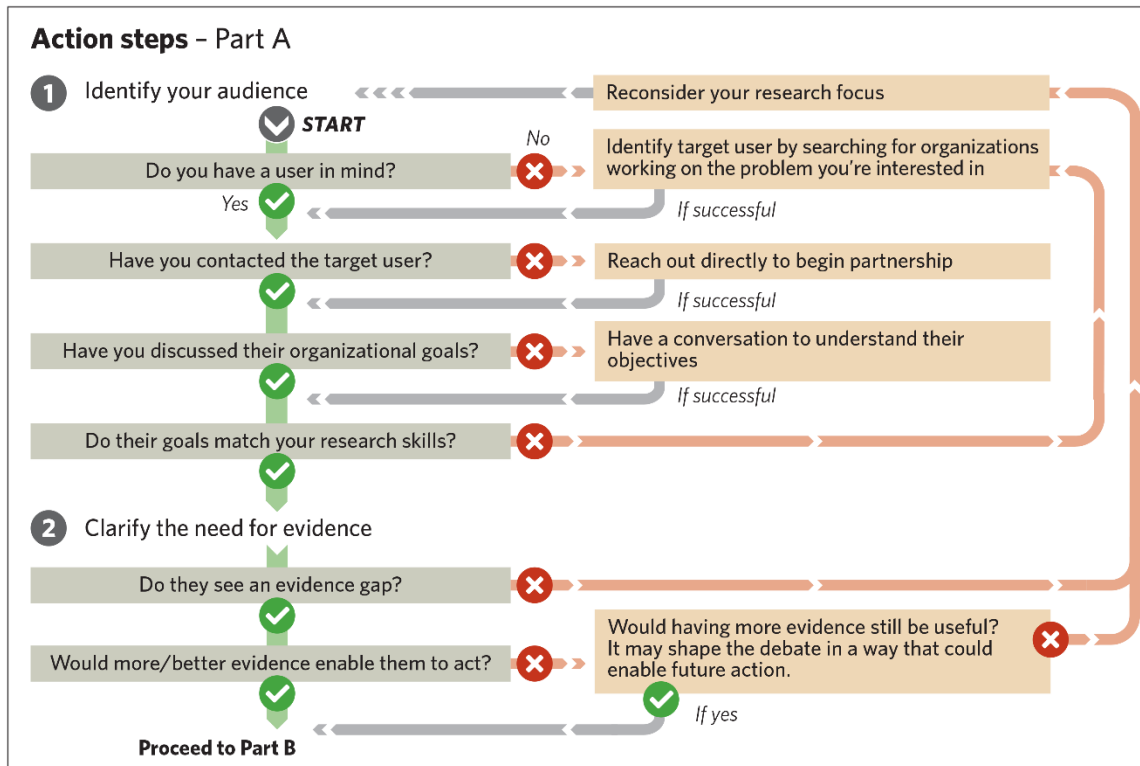 Action steps – Part A
1 Identify your audience
Reconsider your research focus
START
No
Do you have a user in mind?
Identify target user by searching for organizations
working on the problem you're interested in
Yes
If successful
Have you contacted the target user?
Reach out directly to begin partnership
If successful
Have you discussed their organizational goals?
Have a conversation to understand their
objectives
If successful
Do their goals match your research skills?
2 Clarify the need for evidence
Do they see an evidence gap?
Would more/better evidence enable them to act?
Would having more evidence still be useful?
It may shape the debate in a way that could
enable future action.
If yes
Proceed to Part B